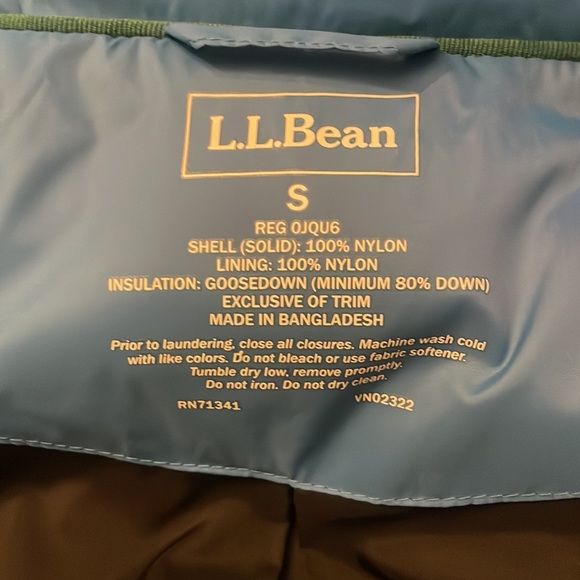 L.L.Bean
S
REG 0JQU6
SHELL (SOLID): 100% NYLON
LINING: 100% NYLON
INSULATION: GOOSEDOWN (MINIMUM 80% DOWN)
EXCLUSIVE OF TRIM
MADE IN BANGLADESH
Prior to laundering, close all closures. Machine wash cold
with like colors. Do not bleach or use fabric softener.
Tumble dry low, remove promptly.
Do not iron. Do not dry clean.
RN71341 VN02322